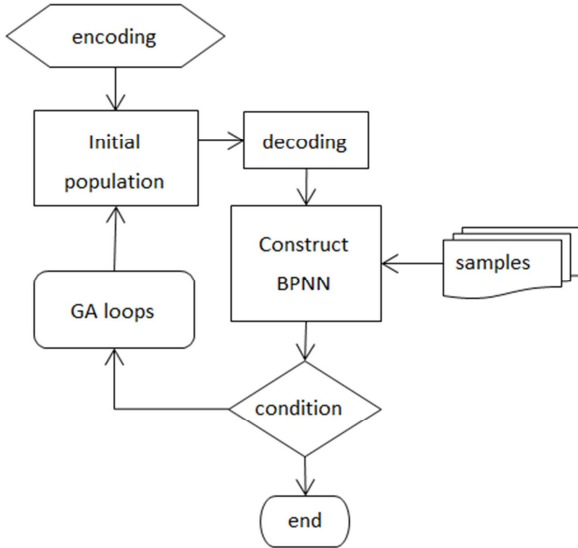 encoding
Initial
population
decoding
Construct
BPNN
samples
GA loops
condition
end